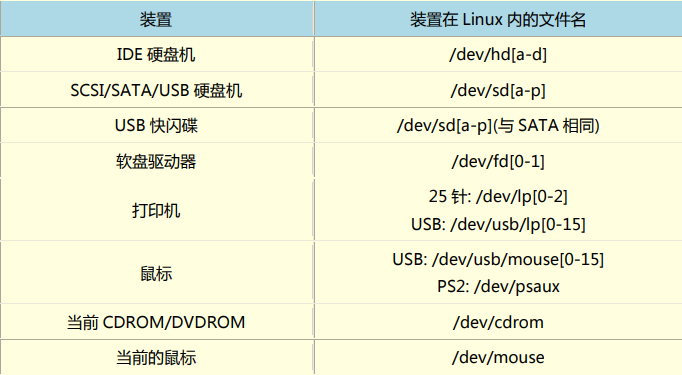 装置 装置在 Linux 内的文件名
IDE 硬盘机 /dev/hd[a-d]
SCSI/SATA/USB 硬盘机 /dev/sd[a-p]
USB 快闪碟 /dev/sd[a-p](与 SATA 相同)
软盘驱动器 /dev/fd[0-1]
打印机 25 针: /dev/lp[0-2]
USB: /dev/usb/lp[0-15]
鼠标 USB: /dev/usb/mouse[0-15]
PS2: /dev/psaux
当前 CDROM/DVDROM /dev/cdrom
当前的鼠标 /dev/mouse